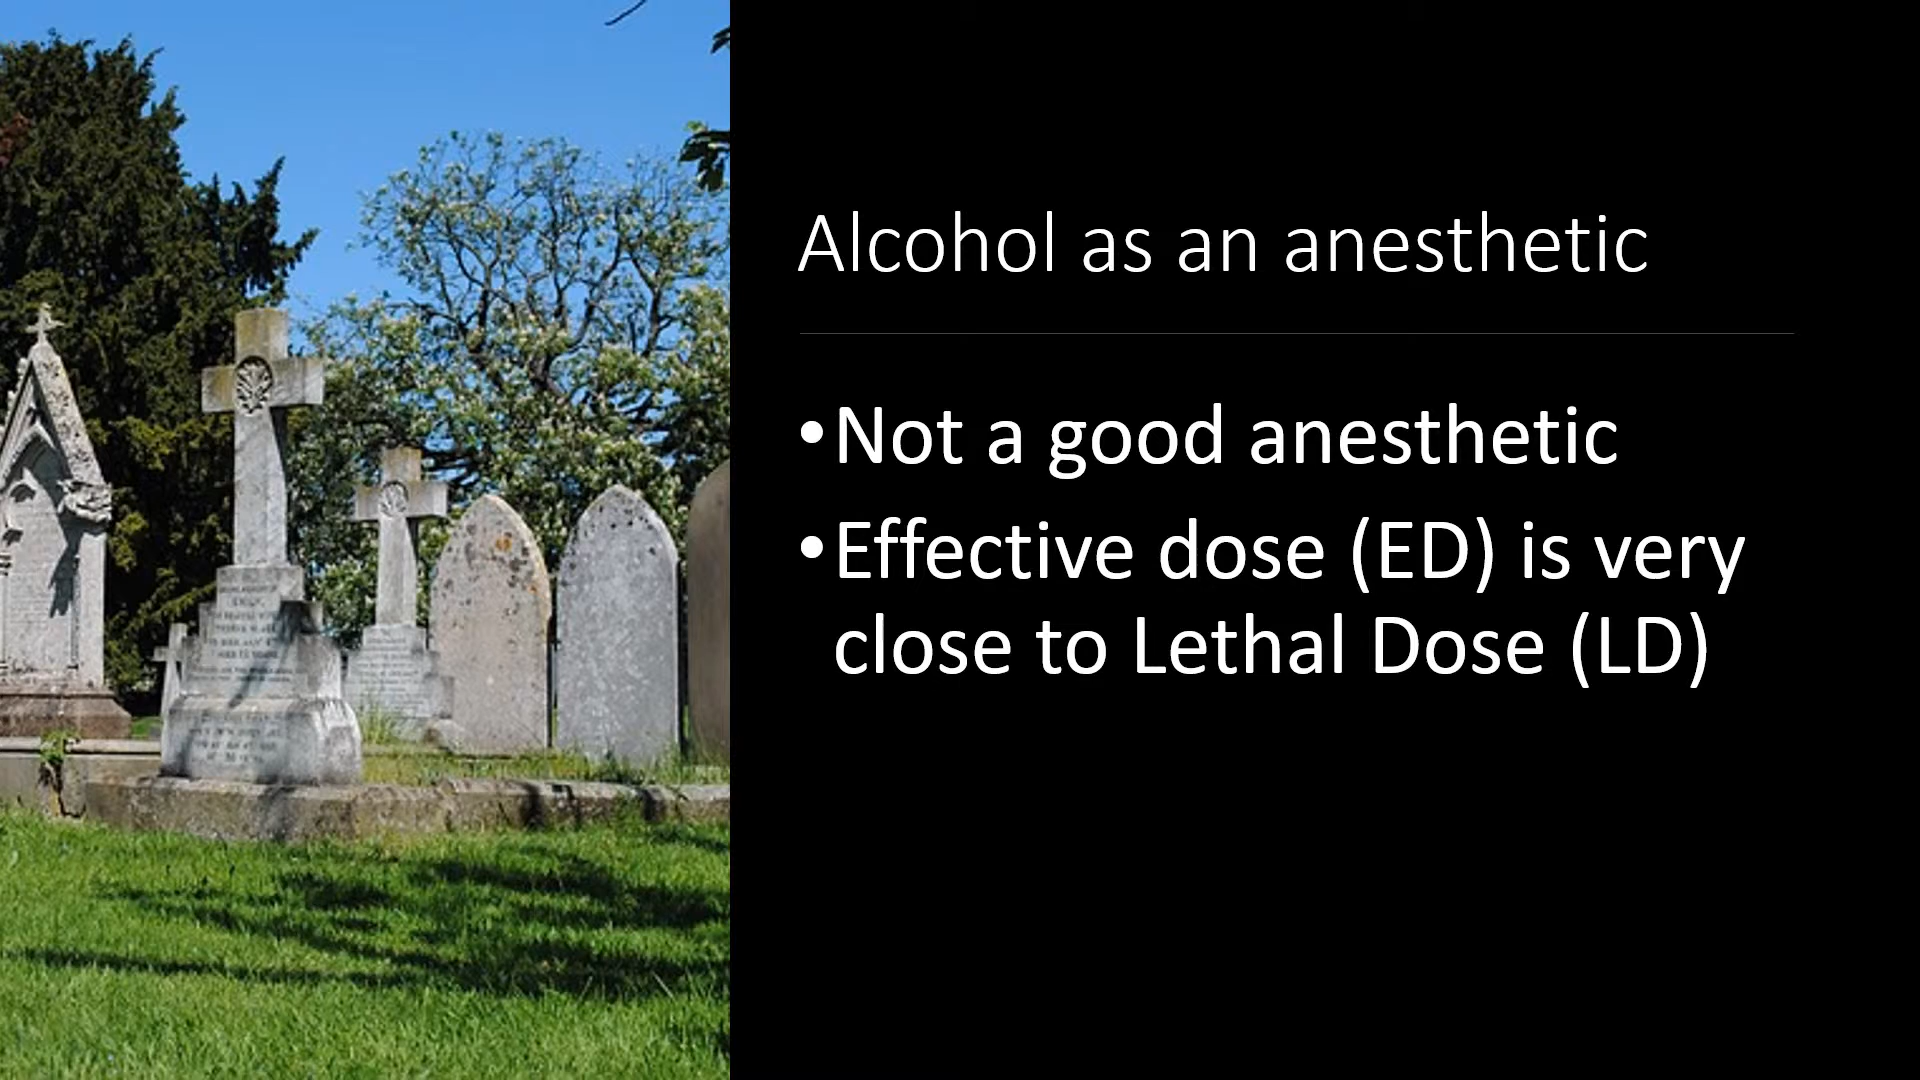 Alcohol as an anesthetic
•Not a good anesthetic
•Effective dose (ED) is very
close to Lethal Dose (LD)